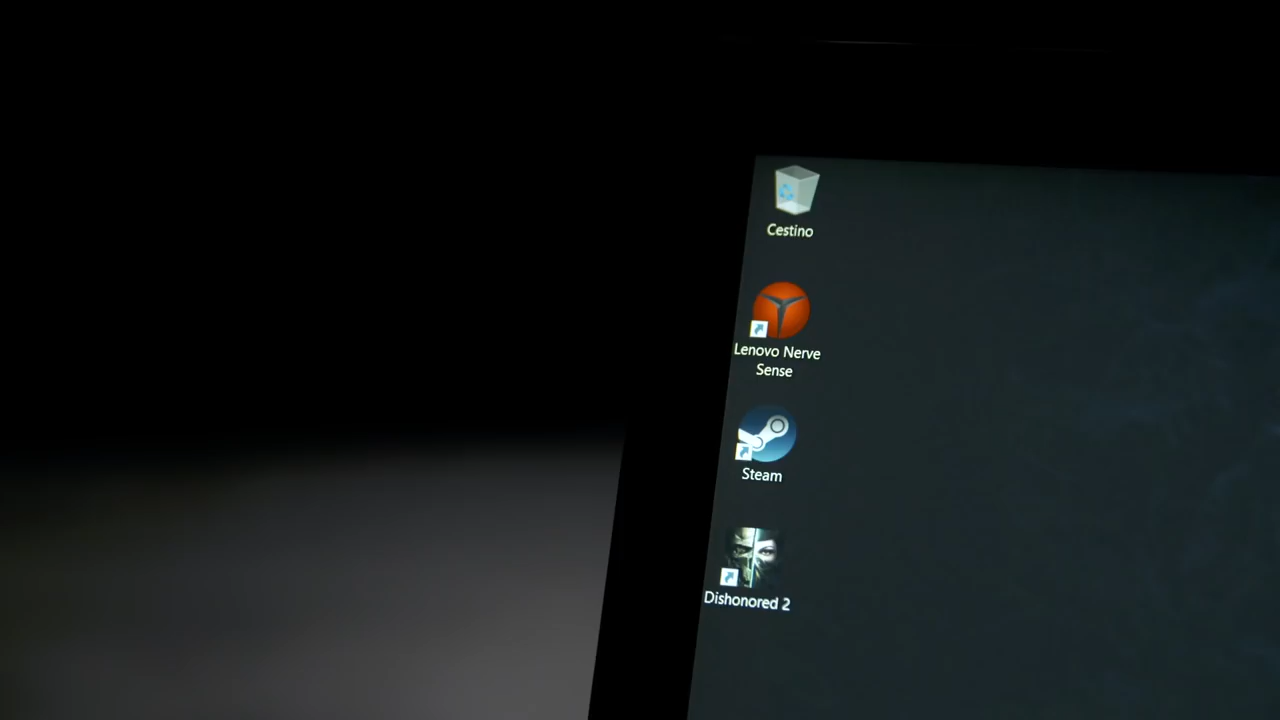 Cestino
Lenovo Nerve
Sense
Steam
Dishonored 2